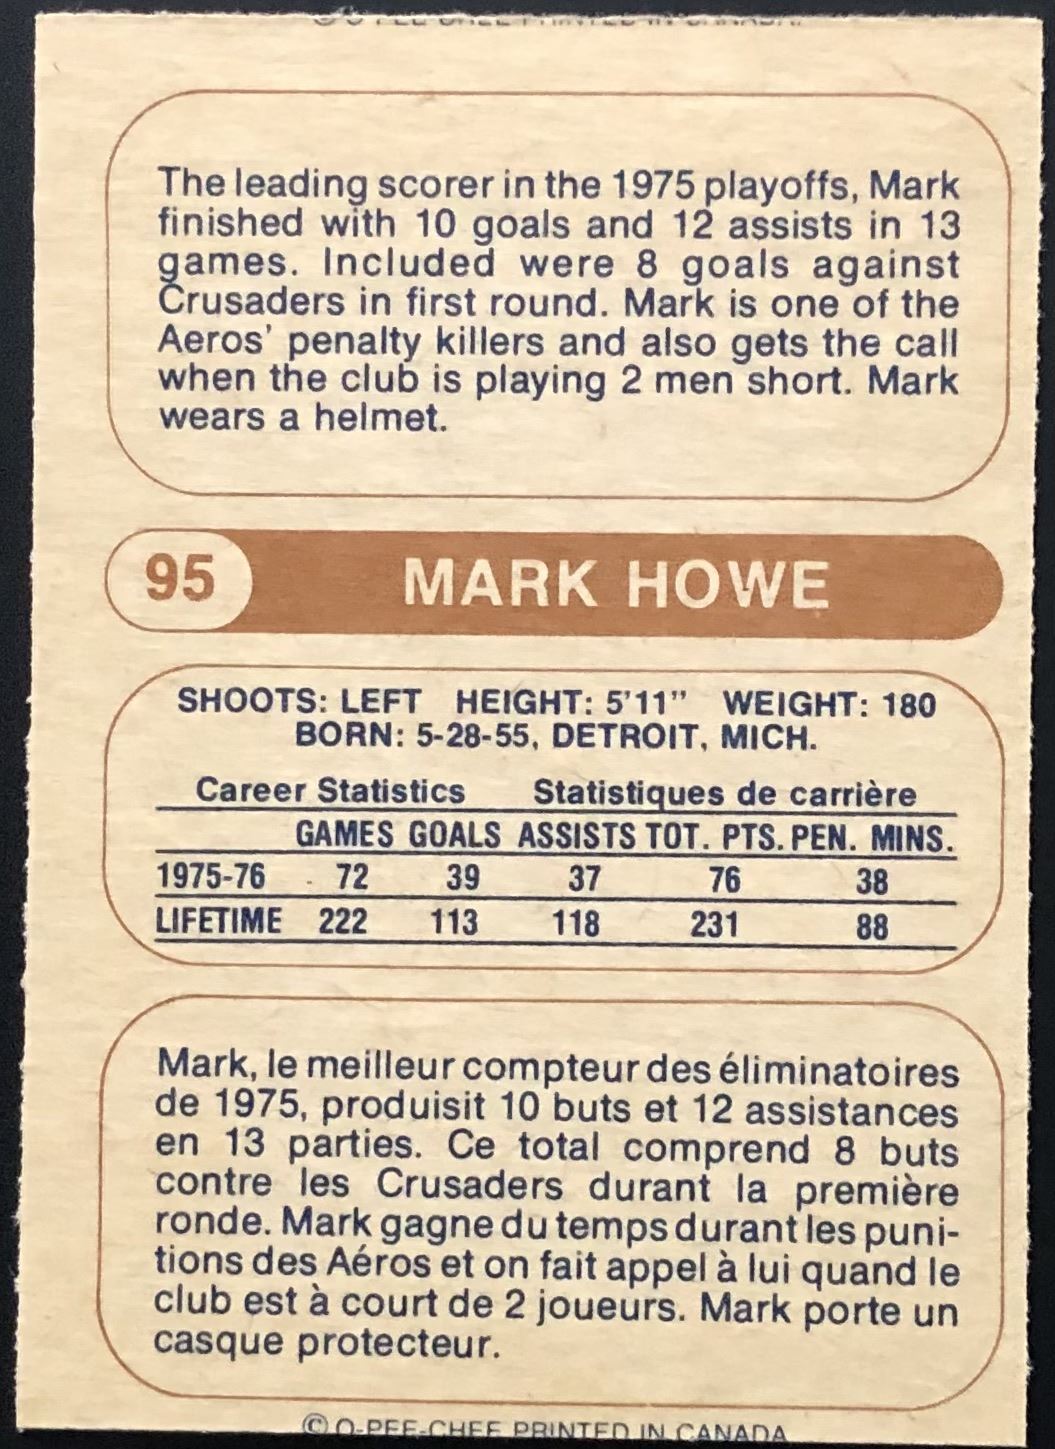 The leading scorer in the 1975 playoffs, Mark
finished with 10 goals and 12 assists in 13
games. Included were 8 goals against
Crusaders in first round. Mark is one of the
Aeros' penalty killers and also gets the call
when the club is playing 2 men short. Mark
wears a helmet.
95 MARK HOWE
SHOOTS: LEFT HEIGHT: 5'11" WEIGHT: 180
BORN: 5-28-55, DETROIT, MICH.
Career Statistics Statistiques de carrière
GAMES GOALS ASSISTS TOT. PTS. PEN. MINS.
1975-76 72 39 37 76 38
LIFETIME 222 113 118 231 88
Mark, le meilleur compteur des éliminatoires
de 1975, produisit 10 buts et 12 assistances
en 13 parties. Ce total comprend 8 buts
contre les Crusaders durant la première
ronde. Mark gagne du temps durant les puni-
tions des Aéros et on fait appel à lui quand le
club est à court de 2 joueurs. Mark porte un
casque protecteur.
© O-PEE-CHEE PRINTED IN CANADA